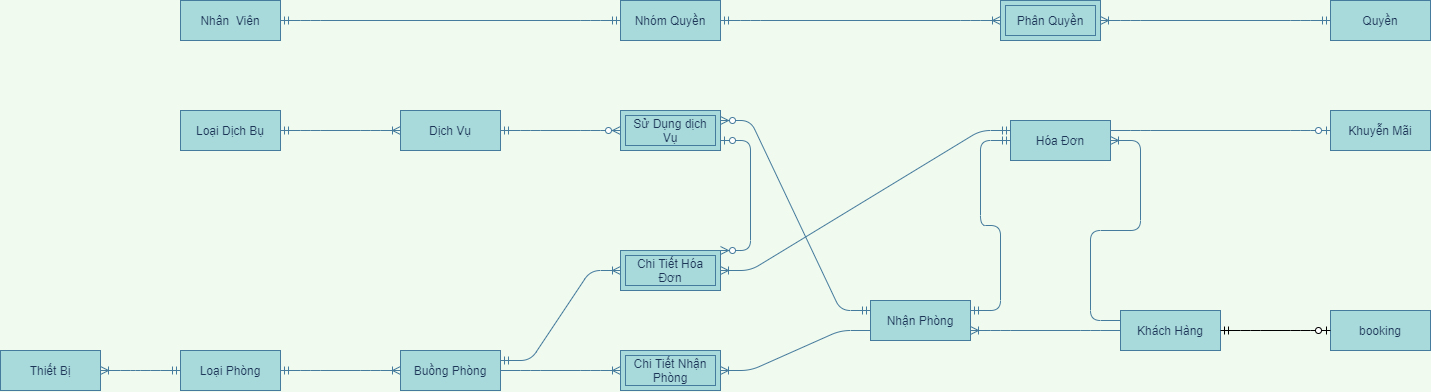 Nhân Viên
Nhóm Quyền
Phân Quyền
Quyền
Loại Dịch Bụ
Dịch Vụ
Sử Dụng dịch
Vụ
Hóa Đơn
Khuyễn Mãi
Chi Tiết Hóa
Đơn
Nhận Phòng
Khách Hàng
booking
Thiết Bị
Loại Phòng
Buồng Phòng
Chi Tiết Nhận
Phòng